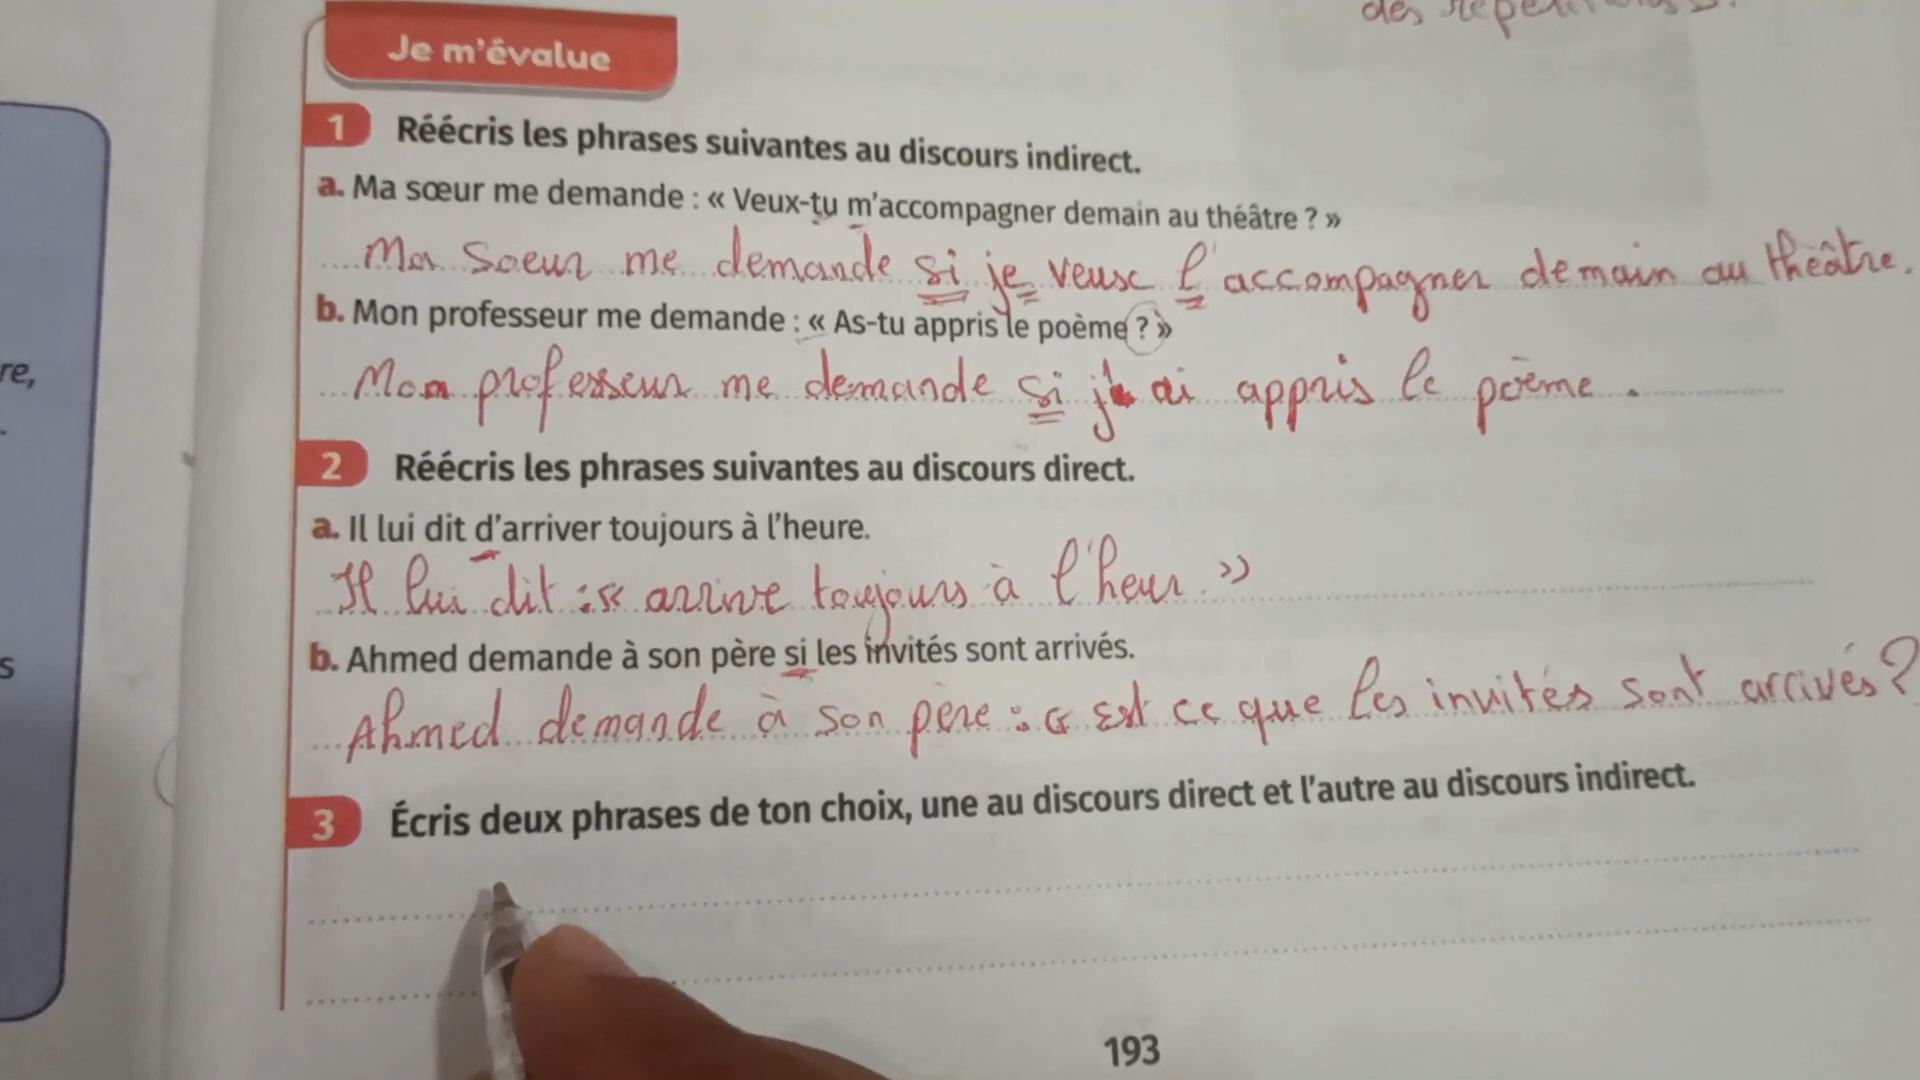 des
Je m'évalue
1 Réécris les phrases suivantes au discours indirect.
a. Ma sœur me demande : « Veux-tu m'accompagner demain au théâtre ? »
Ma soeur me demande si je veux l'accompagner demain au théâtre.
b. Mon professeur me demande : « As-tu appris le poème ? »
Mon professeur me demande si j'ai appris le poème.
2 Réécris les phrases suivantes au discours direct.
a. Il lui dit d'arriver toujours à l'heure.
Il lui dit : « arrive toujours à l'heur »
b. Ahmed demande à son père si les invités sont arrivés.
Ahmed demande à son père : « Est ce que les invités sont arrivés ?
3 Écris deux phrases de ton choix, une au discours direct et l'autre au discours indirect.
193
re,
s